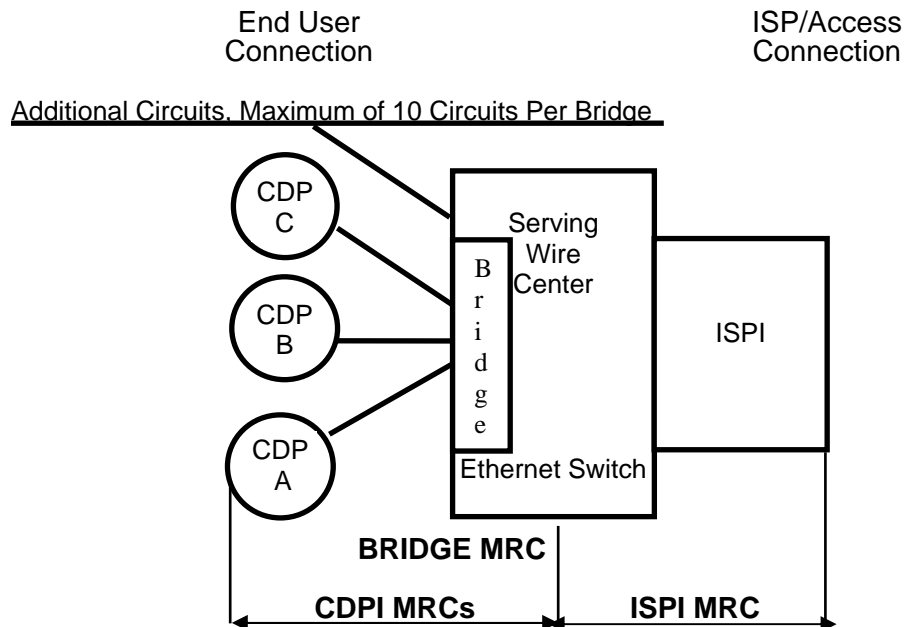 End User
Connection
ISP/Access
Connection
Additional Circuits, Maximum of 10 Circuits Per Bridge
CDP
C
CDP
B
CDP
A
Bridge
Serving
Wire
Center
Ethernet Switch
ISPI
BRIDGE MRC
CDPI MRCs
ISPI MRC